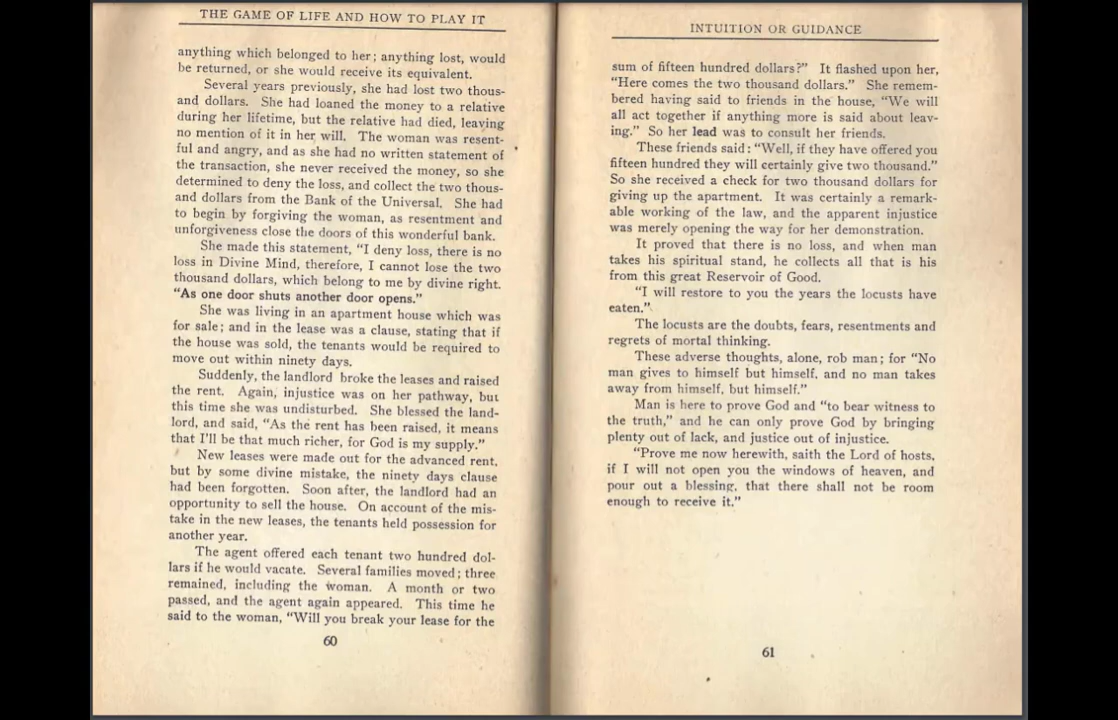 THE GAME OF LIFE AND HOW TO PLAY IT
anything which belonged to her; anything lost, would
be returned, or she would receive its equivalent.
Several years previously, she had lost two thous-
and dollars. She had loaned the money to a relative
during her lifetime, but the relative had died, leaving
no mention of it in her will. The woman was resent-
ful and angry, and as she had no written statement of
the transaction, she never received the money, so she
determined to deny the loss, and collect the two thous-
and dollars from the Bank of the Universal. She had
to begin by forgiving the woman, as resentment and
unforgiveness close the doors of this wonderful bank.
She made this statement, “I deny loss, there is no
loss in Divine Mind, therefore, I cannot lose the two
thousand dollars, which belong to me by divine right.
“As one door shuts another door opens.”
She was living in an apartment house which was
for sale; and in the lease was a clause, stating that if
the house was sold, the tenants would be required to
move out within ninety days.
Suddenly, the landlord broke the leases and raised
the rent. Again, injustice was on her pathway, but
this time she was undisturbed. She blessed the land-
lord, and said, “As the rent has been raised, it means
that I’ll be that much richer, for God is my supply.”
New leases were made out for the advanced rent,
but by some divine mistake, the ninety days clause
had been forgotten. Soon after, the landlord had an
opportunity to sell the house. On account of the mis-
take in the new leases, the tenants held possession for
another year.
The agent offered each tenant two hundred dol-
lars if he would vacate. Several families moved; three
remained, including the woman. A month or two
passed, and the agent again appeared. This time he
said to the woman, “Will you break your lease for the
60
INTUITION OR GUIDANCE
sum of fifteen hundred dollars?” It flashed upon her,
“Here comes the two thousand dollars.” She remem-
bered having said to friends in the house, “We will
all act together if anything more is said about leav-
ing.” So her lead was to consult her friends.
These friends said: “Well, if they have offered you
fifteen hundred they will certainly give two thousand.”
So she received a check for two thousand dollars for
giving up the apartment. It was certainly a remark-
able working of the law, and the apparent injustice
was merely opening the way for her demonstration.
It proved that there is no loss, and when man
takes his spiritual stand, he collects all that is his
from this great Reservoir of Good.
“I will restore to you the years the locusts have
eaten.”
The locusts are the doubts, fears, resentments and
regrets of mortal thinking.
These adverse thoughts, alone, rob man; for “No
man gives to himself but himself, and no man takes
away from himself, but himself.”
Man is here to prove God and “to bear witness to
the truth,” and he can only prove God by bringing
plenty out of lack, and justice out of injustice.
“Prove me now herewith, saith the Lord of hosts,
if I will not open you the windows of heaven, and
pour out a blessing, that there shall not be room
enough to receive it.”
61